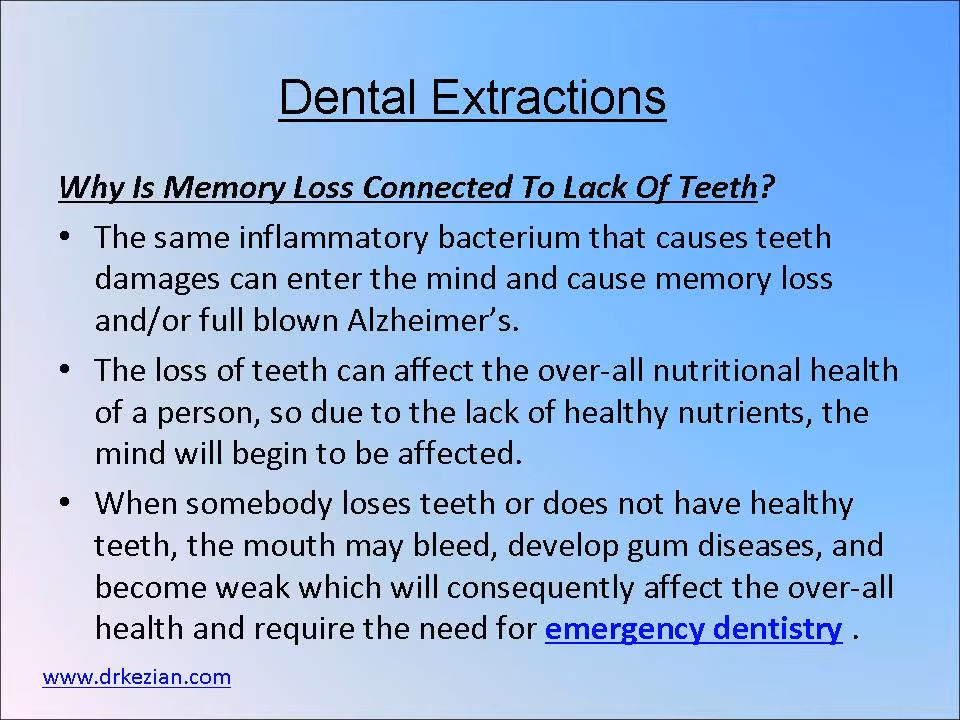 Dental Extractions
Why Is Memory Loss Connected To Lack Of Teeth?
• The same inflammatory bacterium that causes teeth
damages can enter the mind and cause memory loss
and/or full blown Alzheimer’s.
• The loss of teeth can affect the over-all nutritional health
of a person, so due to the lack of healthy nutrients, the
mind will begin to be affected.
• When somebody loses teeth or does not have healthy
teeth, the mouth may bleed, develop gum diseases, and
become weak which will consequently affect the over-all
health and require the need for emergency dentistry .
www.drkezian.com